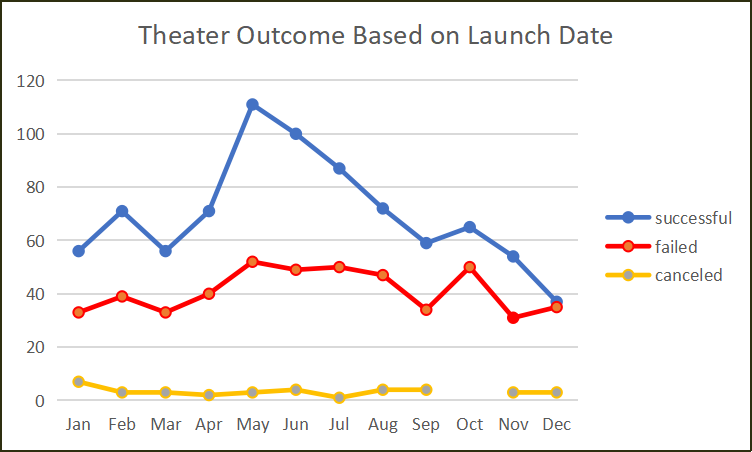 Theater Outcome Based on Launch Date
120
100
80
60
40
20
0
Jan Feb Mar Apr May Jun Jul Aug Sep Oct Nov Dec
successful
failed
canceled